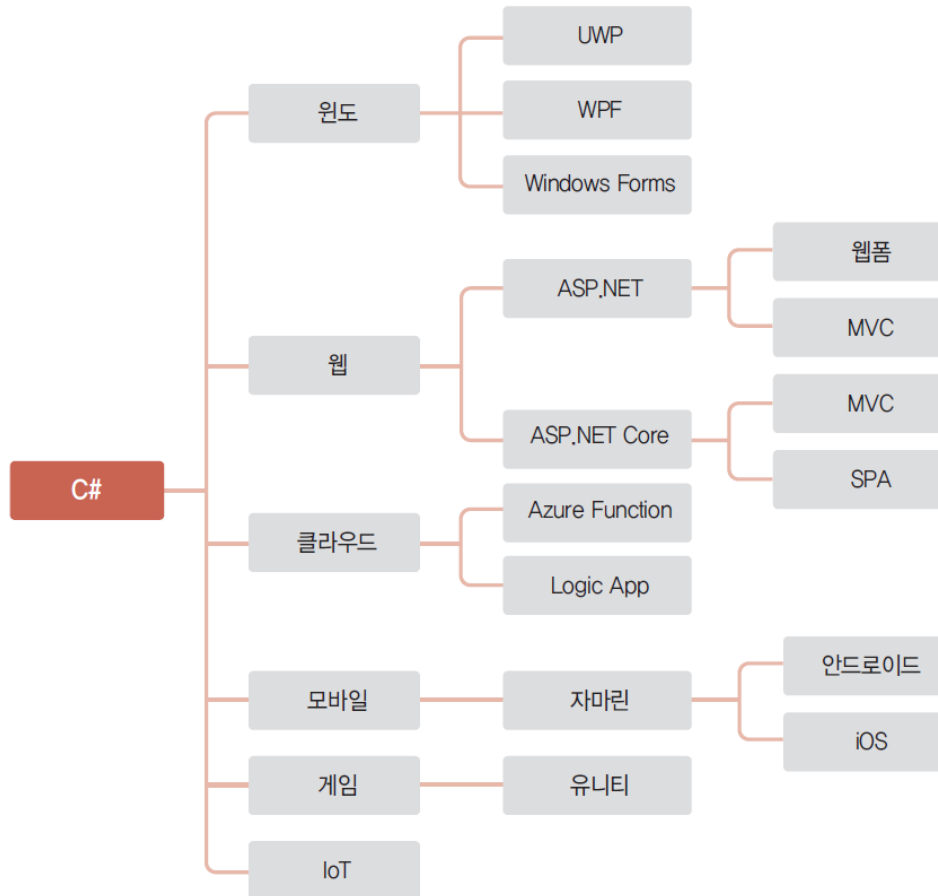 C#
윈도
UWP
WPF
Windows Forms
웹
ASP.NET
웹폼
MVC
ASP.NET Core
MVC
SPA
클라우드
Azure Function
Logic App
모바일
자마린
안드로이드
iOS
게임
유니티
IoT